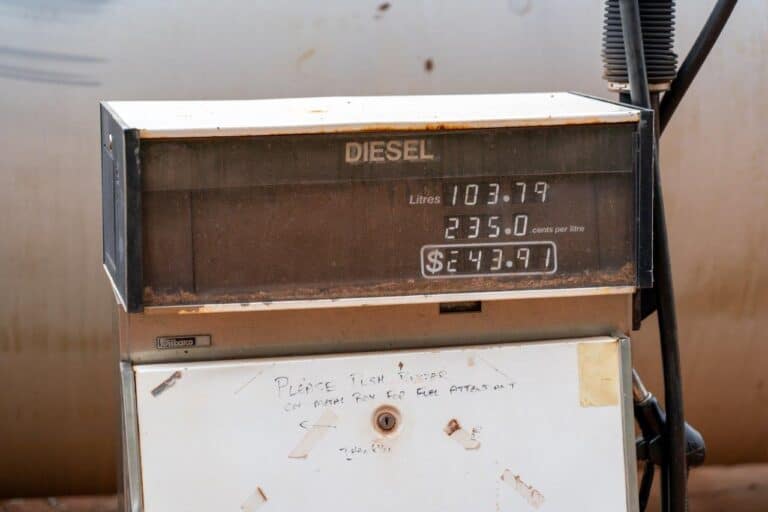 DIESEL
Litres 103.79
235.0 cents per litre
$243.91
PLEASE PUSH BUZZER
ON METAL BOX FOR FUEL ATTENDANT